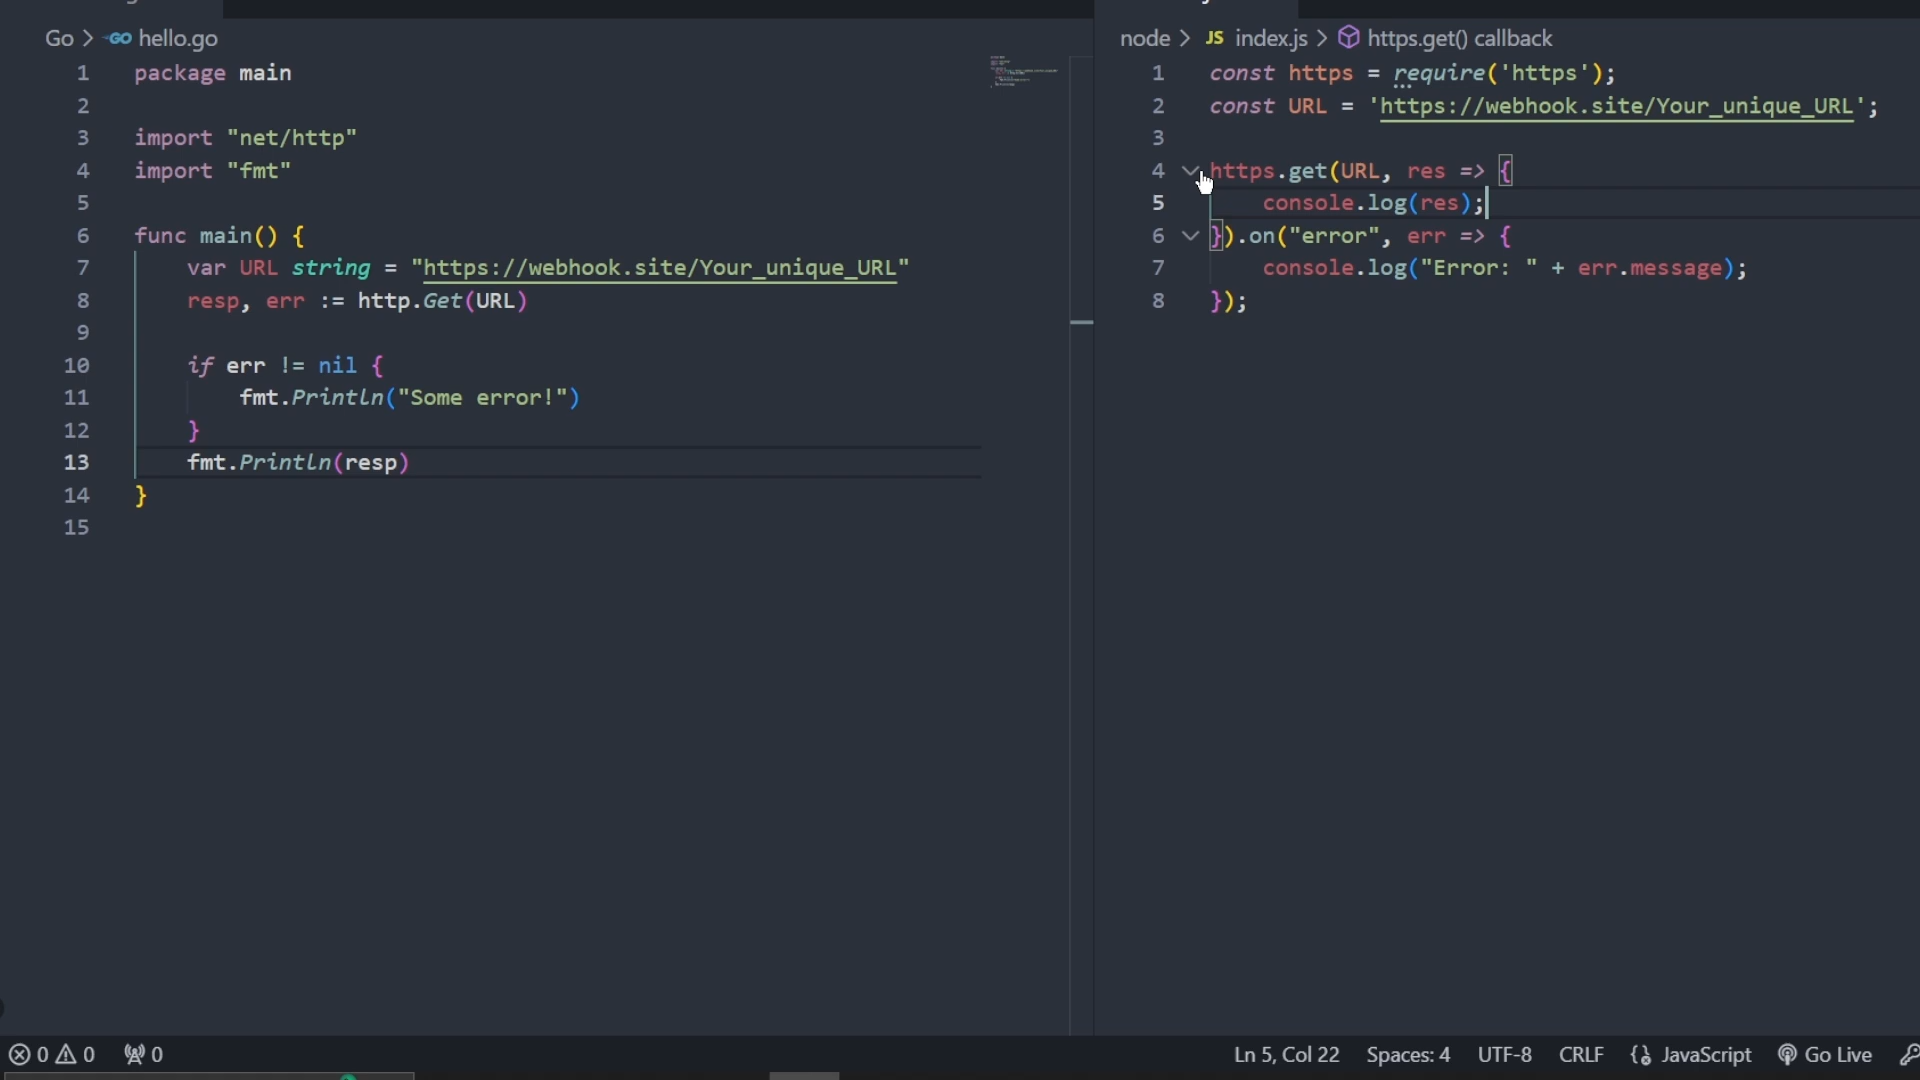 Go > GO hello.go
1 package main
2
3 import "net/http"
4 import "fmt"
5
6 func main() {
7 var URL string = "https://webhook.site/Your_unique_URL"
8 resp, err := http.Get(URL)
9
10 if err != nil {
11 fmt.Println("Some error!")
12 }
13 fmt.Println(resp)
14 }
15
node > JS index.js > https.get() callback
1 const https = require('https');
2 const URL = 'https://webhook.site/Your_unique_URL';
3
4 https.get(URL, res => {
5 console.log(res);
6 }).on("error", err => {
7 console.log("Error: " + err.message);
8 });
0 0 0 Ln 5, Col 22 Spaces: 4 UTF-8 CRLF {} JavaScript Go Live